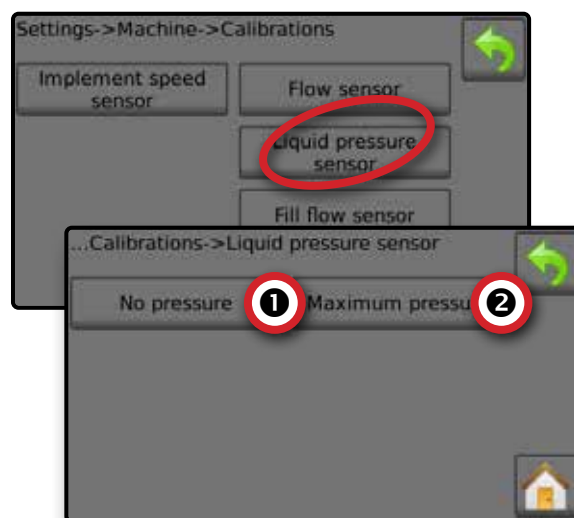 Settings->Machine->Calibrations
Implement speed
sensor
Flow sensor
Liquid pressure
sensor
Fill flow sensor
...Calibrations->Liquid pressure sensor
No pressure
1
Maximum pressu
2